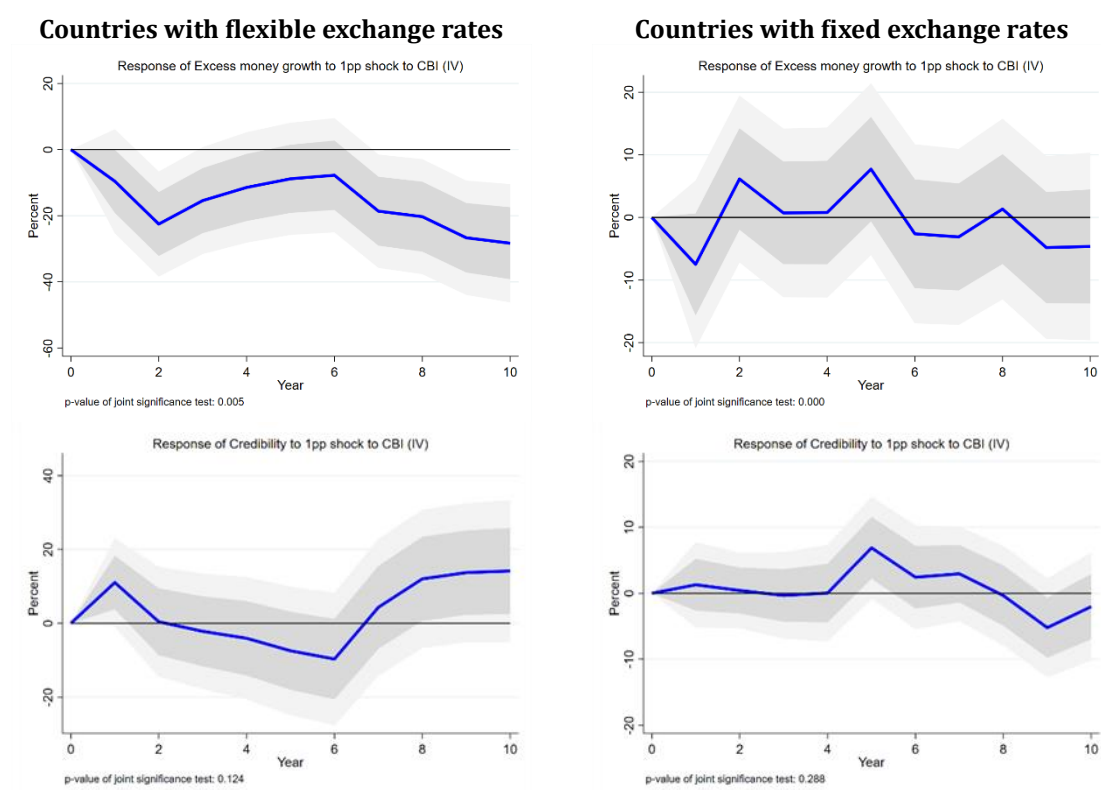 Countries with flexible exchange rates
Countries with fixed exchange rates
Response of Excess money growth to 1pp shock to CBI (IV)
20
0
-20
-40
-60
Percent
0 2 4 6 8 10
Year
p-value of joint significance test: 0.005
Response of Excess money growth to 1pp shock to CBI (IV)
20
10
0
-10
-20
Percent
0 2 4 6 8 10
Year
p-value of joint significance test: 0.000
Response of Credibility to 1pp shock to CBI (IV)
40
20
0
-20
Percent
0 2 4 6 8 10
Year
p-value of joint significance test: 0.124
Response of Credibility to 1pp shock to CBI (IV)
20
10
0
-10
-20
Percent
0 2 4 6 8 10
Year
p-value of joint significance test: 0.288